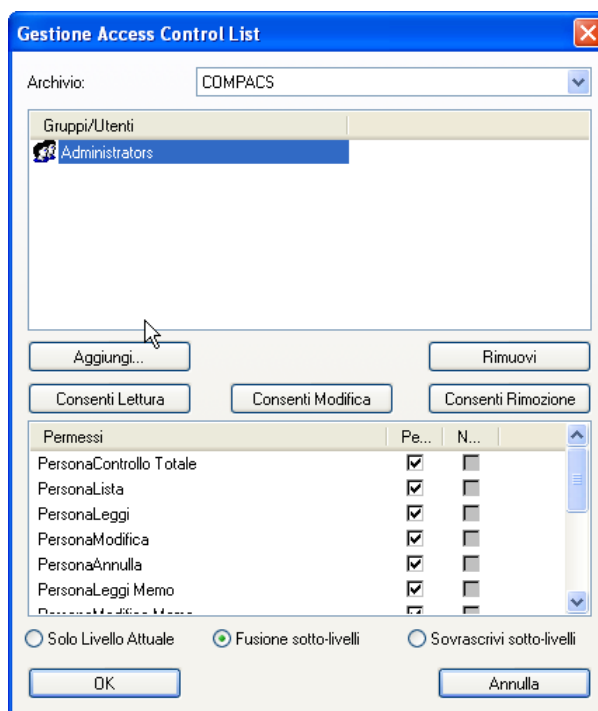 Gestione Access Control List
Archivio: COMPACS
Gruppi/Utenti
Administrators
Aggiungi... Rimuovi
Consenti Lettura Consenti Modifica Consenti Rimozione
Permessi Pe... N...
PersonaControllo Totale
PersonaLista
PersonaLeggi
PersonaModifica
PersonaAnnulla
PersonaLeggi Memo
PersonaModifica Memo
Solo Livello Attuale Fusione sotto-livelli Sovrascrivi sotto-livelli
OK Annulla